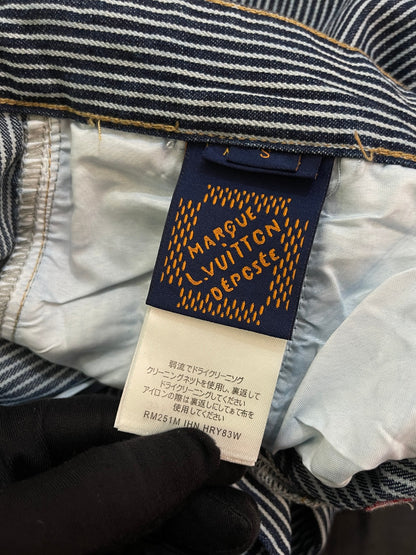 S
MARQUE
L.VUITTON
DÉPOSÉE
弱流でドライクリーニング
クリーニングネットを使用し、裏返して
ドライクリーニングしてください
アイロンの際は裏返しにしてあて布を
使用してください
RM251M IHN HRY83W